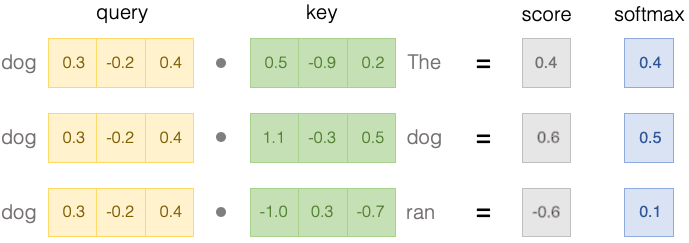 query key score softmax
dog 0.3 -0.2 0.4 • 0.5 -0.9 0.2 The = 0.4 0.4
dog 0.3 -0.2 0.4 • 1.1 -0.3 0.5 dog = 0.6 0.5
dog 0.3 -0.2 0.4 • -1.0 0.3 -0.7 ran = -0.6 0.1